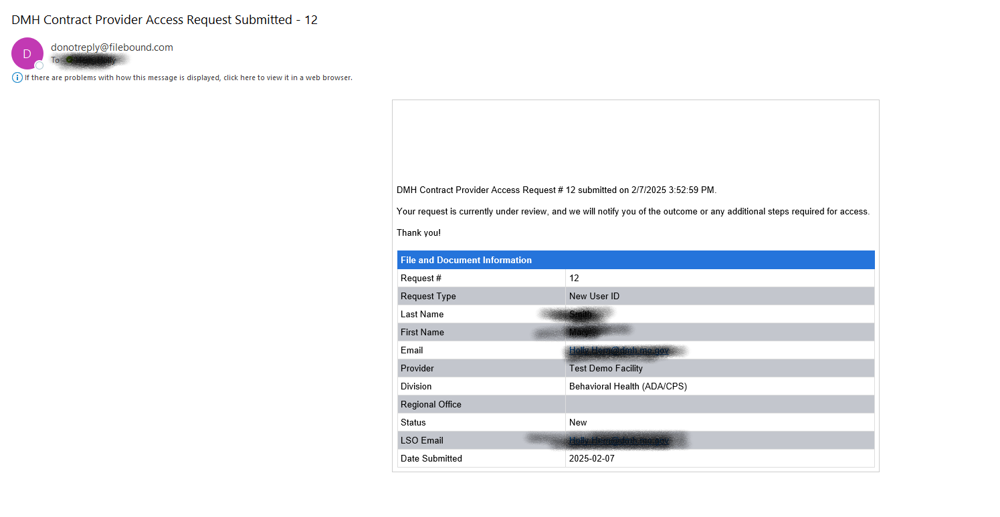 DMH Contract Provider Access Request Submitted - 12
D
donotreply@filebound.com
To
If there are problems with how this message is displayed, click here to view it in a web browser.
DMH Contract Provider Access Request # 12 submitted on 2/7/2025 3:52:59 PM.
Your request is currently under review, and we will notify you of the outcome or any additional steps required for access.
Thank you!
File and Document Information
Request # 12
Request Type New User ID
Last Name
First Name
Email
Provider Test Demo Facility
Division Behavioral Health (ADA/CPS)
Regional Office
Status New
LSO Email
Date Submitted 2025-02-07